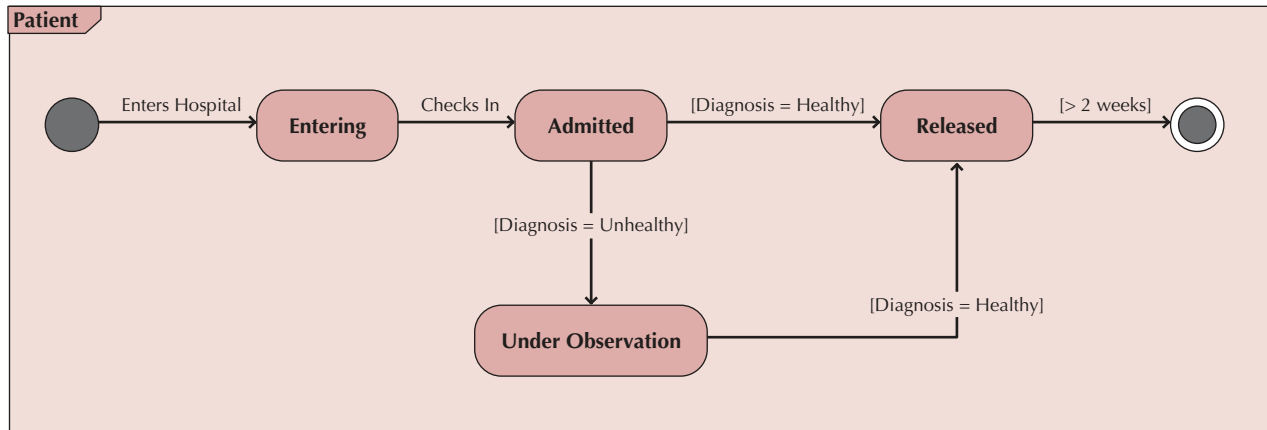 Patient
Enters Hospital
Entering
Checks In
Admitted
[Diagnosis = Healthy]
Released
[> 2 weeks]
[Diagnosis = Unhealthy]
[Diagnosis = Healthy]
Under Observation